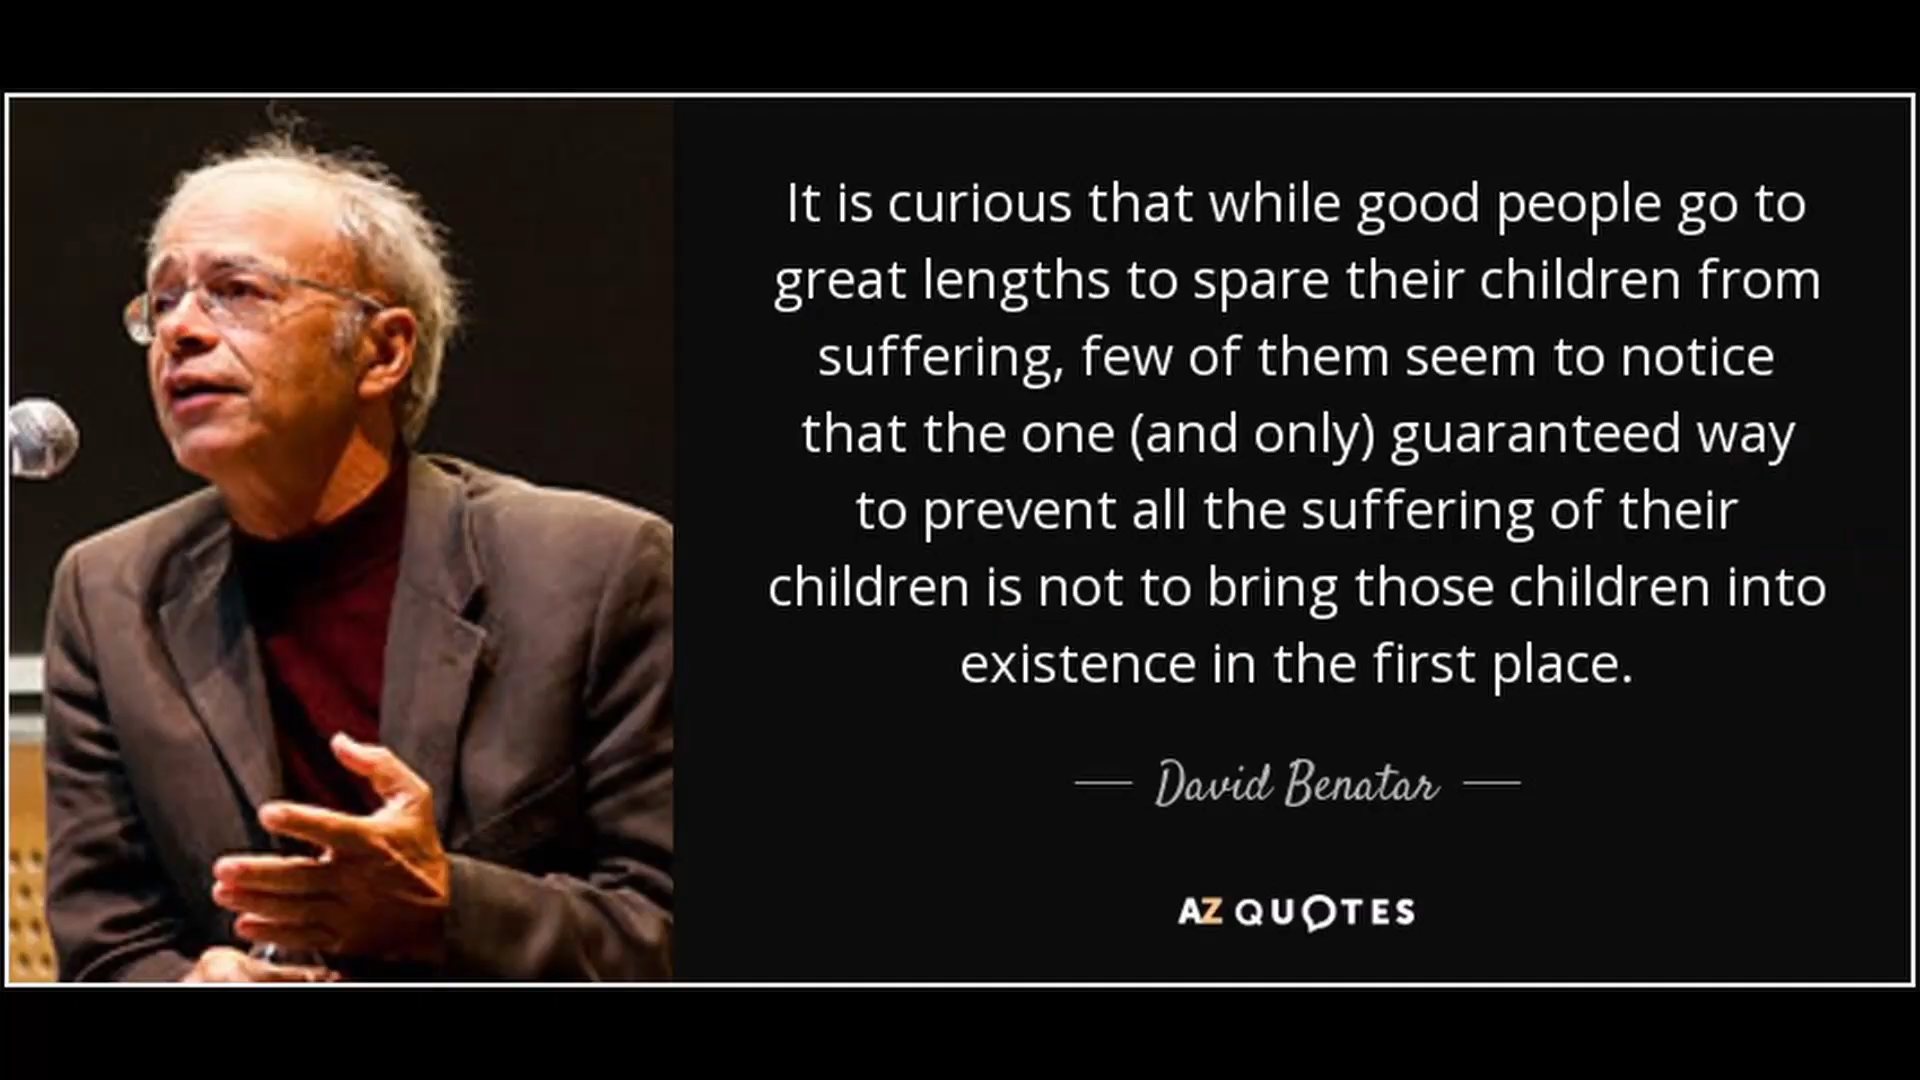 It is curious that while good people go to
great lengths to spare their children from
suffering, few of them seem to notice
that the one (and only) guaranteed way
to prevent all the suffering of their
children is not to bring those children into
existence in the first place.
David Benatar
AZ QUOTES